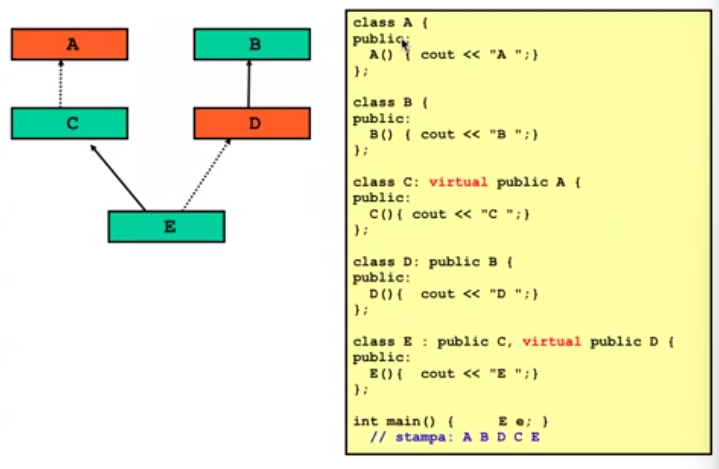 A
B
C
D
E
class A {
public:
A() { cout << "A ";}
};
class B {
public:
B() { cout << "B ";}
};
class C: virtual public A {
public:
C(){ cout << "C ";}
};
class D: public B {
public:
D(){ cout << "D ";}
};
class E : public C, virtual public D {
public:
E(){ cout << "E ";}
};
int main() { E e; }
// stampa: A B D C E